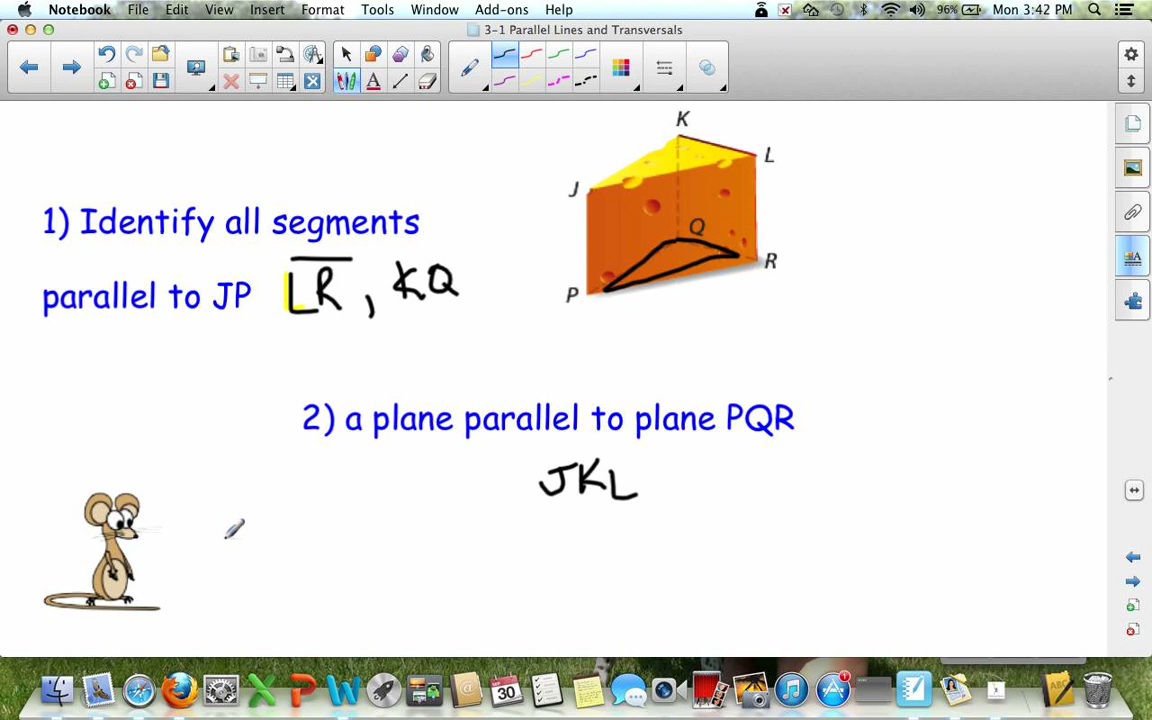 Notebook File Edit View Insert Format Tools Window Add-ons Help 96% Mon 3:42 PM
3-1 Parallel Lines and Transversals
K
L
J
1) Identify all segments
Q
R
parallel to JP LR, KQ
P
2) a plane parallel to plane PQR
JKL